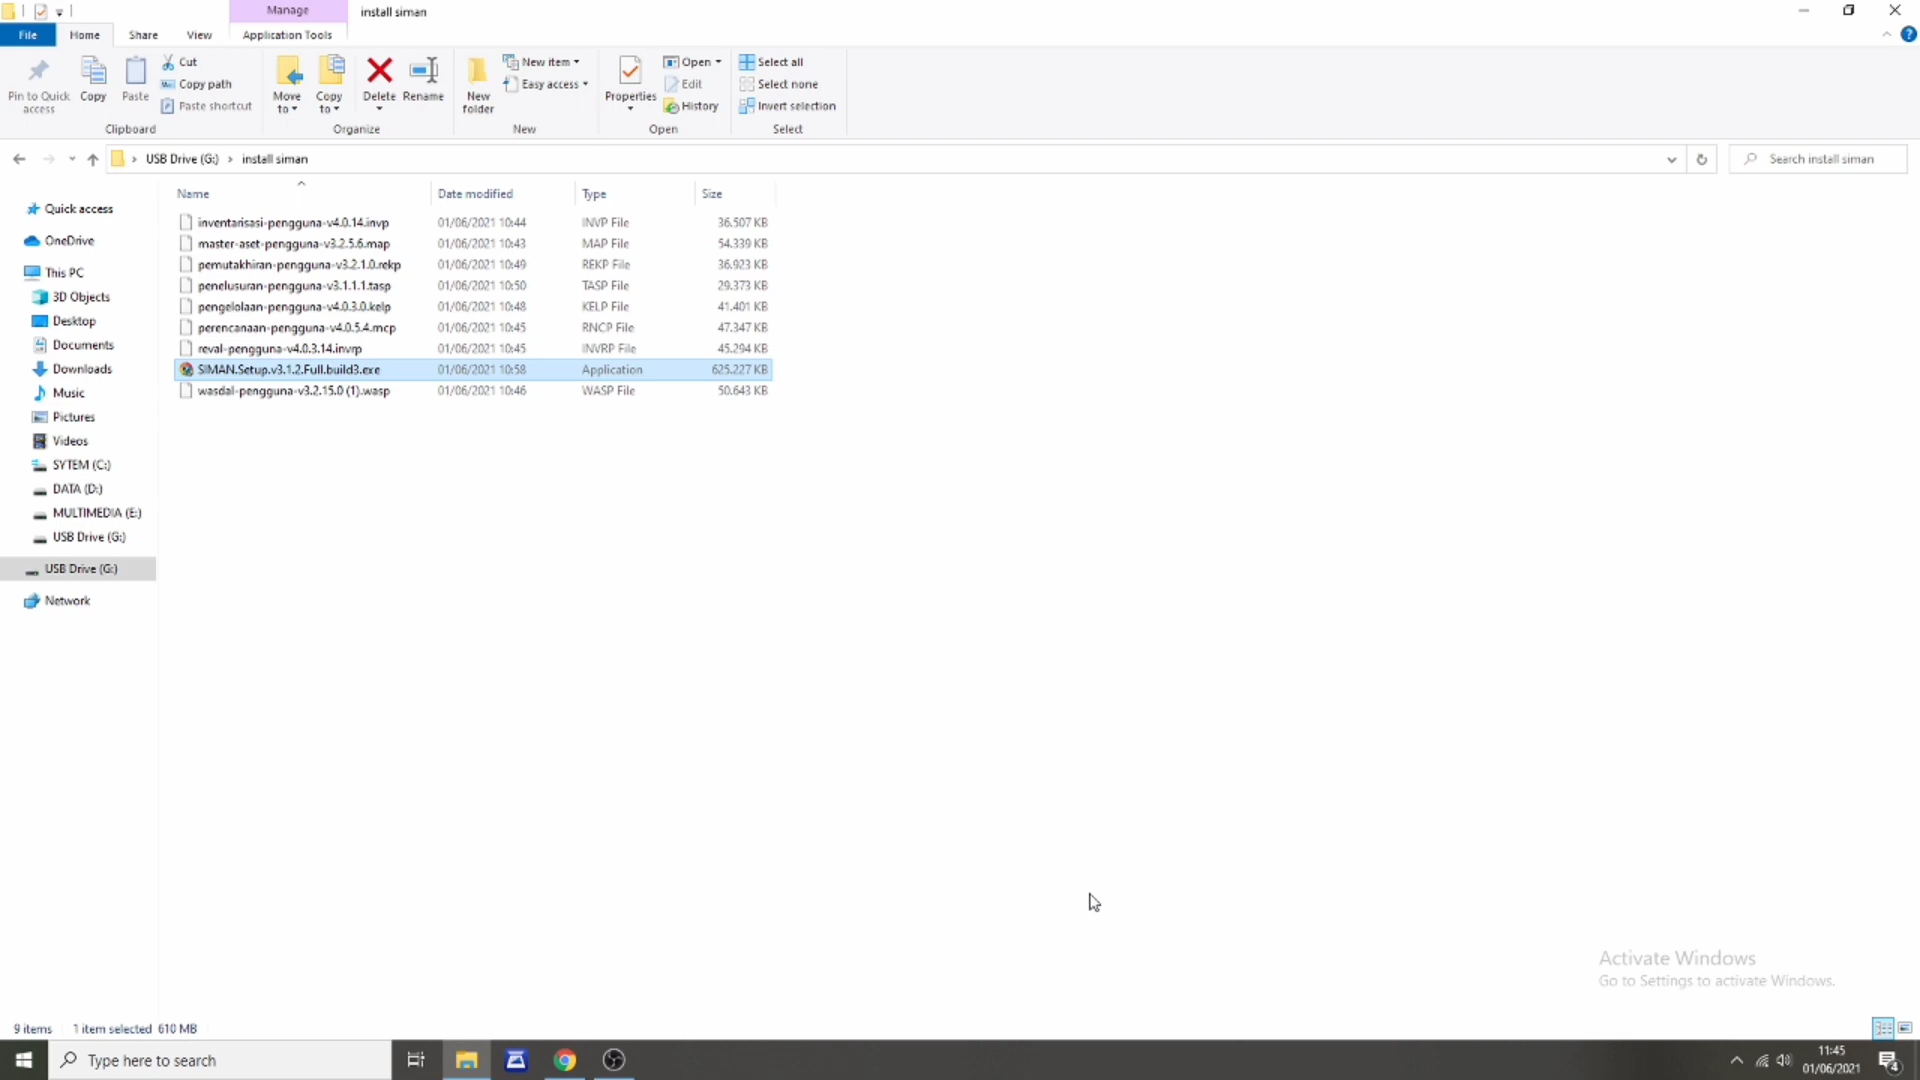 Manage
install siman
File
Home
Share
View
Application Tools
Pin to Quick access
Copy
Paste
Cut
Copy path
Paste shortcut
Clipboard
Move to
Copy to
Delete
Rename
Organize
New folder
New item
Easy access
New
Properties
Open
Edit
History
Open
Select all
Select none
Invert selection
Select
USB Drive (G:) › install siman
Search install siman
Name Date modified Type Size
inventarisasi-pengguna-v4.0.14.invp 01/06/2021 10:44 INVP File 36.507 KB
master-aset-pengguna-v3.2.5.6.map 01/06/2021 10:43 MAP File 54.339 KB
pemutakhiran-pengguna-v3.2.1.0.rekp 01/06/2021 10:49 REKP File 36.923 KB
penelusuran-pengguna-v3.1.1.1.tasp 01/06/2021 10:50 TASP File 29.373 KB
pengelolaan-pengguna-v4.0.3.0.kelp 01/06/2021 10:48 KELP File 41.401 KB
perencanaan-pengguna-v4.0.5.4.rncp 01/06/2021 10:45 RNCP File 47.347 KB
reval-pengguna-v4.0.3.14.invrp 01/06/2021 10:45 INVRP File 45.294 KB
SIMAN.Setup.v3.1.2.Full.build3.exe 01/06/2021 10:58 Application 625.227 KB
wasdal-pengguna-v3.2.15.0 (1).wasp 01/06/2021 10:46 WASP File 50.643 KB
Quick access
OneDrive
This PC
3D Objects
Desktop
Documents
Downloads
Music
Pictures
Videos
SYTEM (C:)
DATA (D:)
MULTIMEDIA (E:)
USB Drive (G:)
USB Drive (G:)
Network
Activate Windows
Go to Settings to activate Windows.
9 items 1 item selected 610 MB
Type here to search
11:45
01/06/2021
4